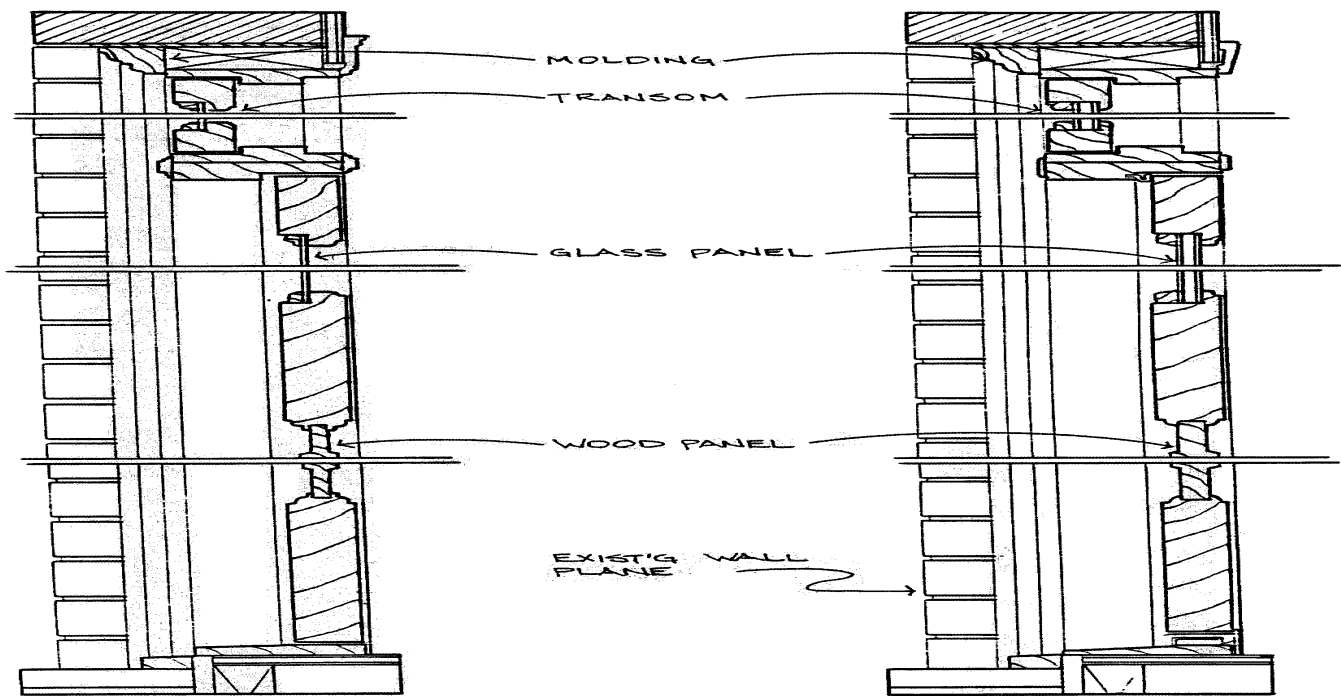 MOLDING
TRANSOM
GLASS PANEL
WOOD PANEL
EXIST'G WALL
PLANE